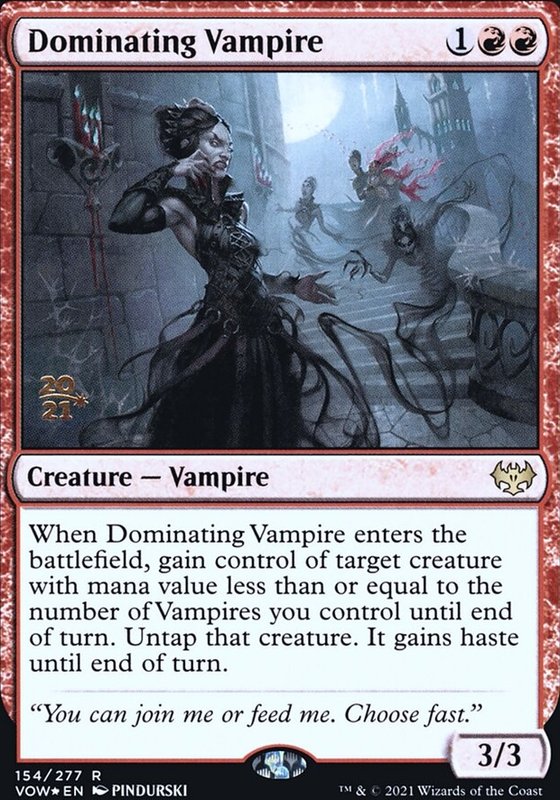 Dominating Vampire 1
20
21
Creature — Vampire
When Dominating Vampire enters the
battlefield, gain control of target creature
with mana value less than or equal to the
number of Vampires you control until end
of turn. Untap that creature. It gains haste
until end of turn.
“You can join me or feed me. Choose fast.”
3/3
154/277 R
VOW★EN PINDURSKI
™ & © 2021 Wizards of the Coast